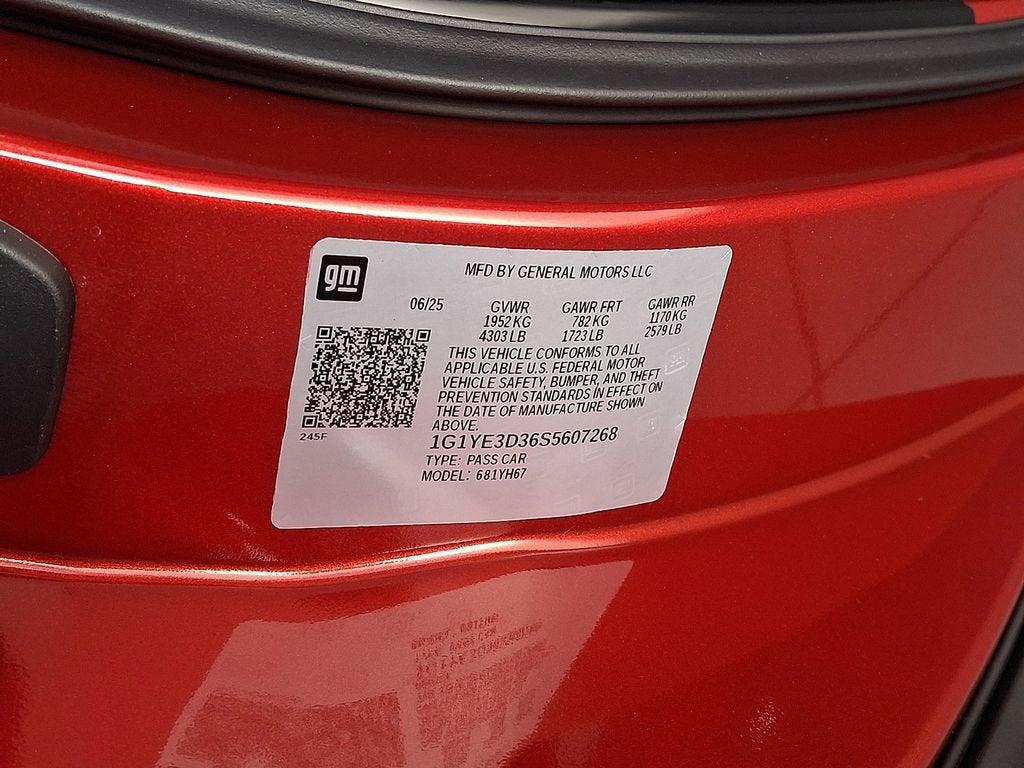 gm
MFD BY GENERAL MOTORS LLC
06/25 GVWR GAWR FRT GAWR RR
1952 KG 782 KG 1170 KG
4303 LB 1723 LB 2579 LB
THIS VEHICLE CONFORMS TO ALL
APPLICABLE U.S. FEDERAL MOTOR
VEHICLE SAFETY, BUMPER, AND THEFT
PREVENTION STANDARDS IN EFFECT ON
THE DATE OF MANUFACTURE SHOWN
ABOVE.
245F
1G1YE3D36S5607268
TYPE: PASS CAR
MODEL: 681YH67